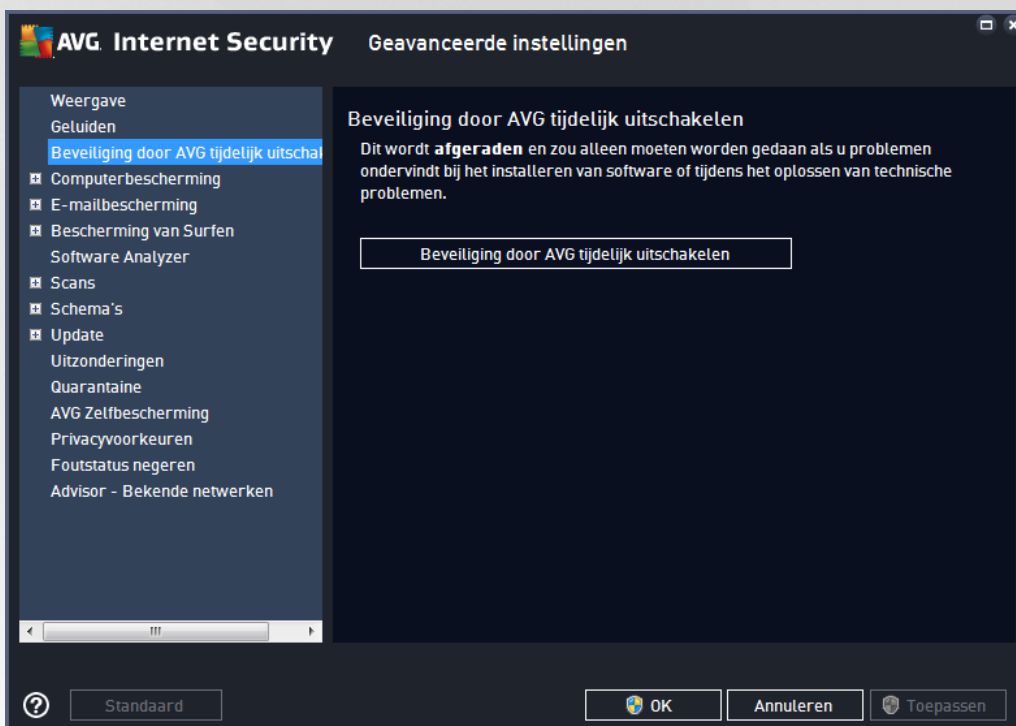 AVG. Internet Security
Geavanceerde instellingen
Weergave
Geluiden
Beveiliging door AVG tijdelijk uitschak
Computerbescherming
E-mailbescherming
Bescherming van Surfen
Software Analyzer
Scans
Schema's
Update
Uitzonderingen
Quarantaine
AVG Zelfbescherming
Privacyvoorkeuren
Foutstatus negeren
Advisor - Bekende netwerken
Beveiliging door AVG tijdelijk uitschakelen
Dit wordt afgeraden en zou alleen moeten worden gedaan als u problemen
ondervindt bij het installeren van software of tijdens het oplossen van technische
problemen.
Beveiliging door AVG tijdelijk uitschakelen
Standaard
OK
Annuleren
Toepassen